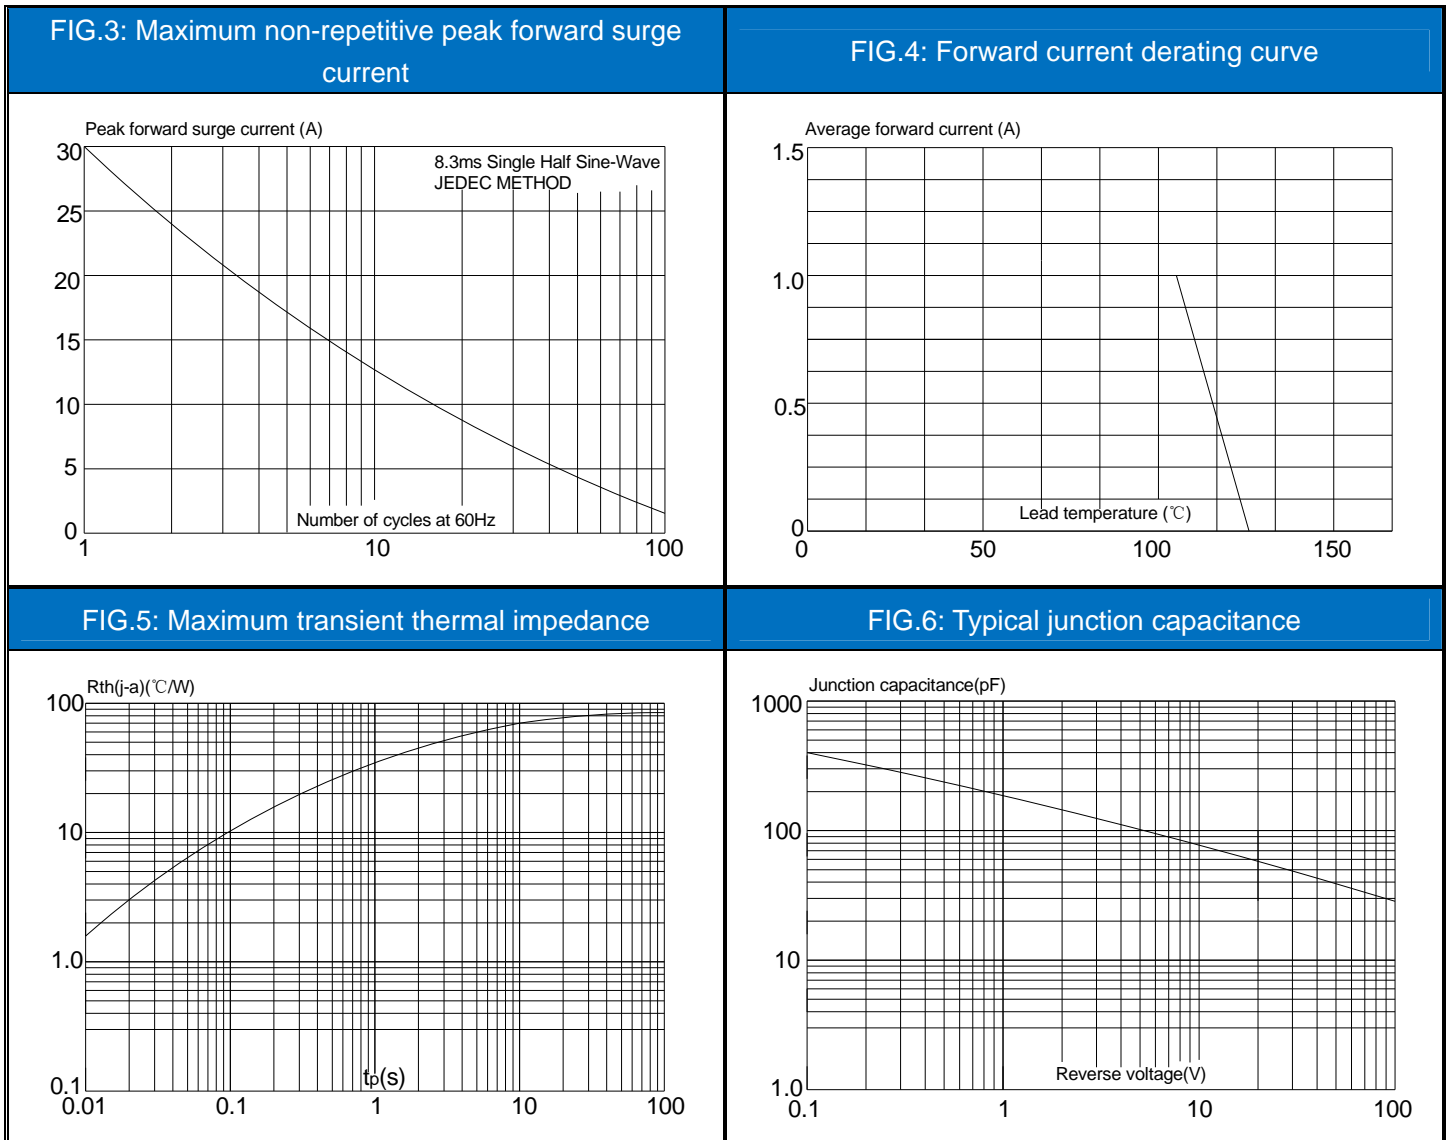 FIG.3: Maximum non-repetitive peak forward surge
current
FIG.4: Forward current derating curve
Peak forward surge current (A)
8.3ms Single Half Sine-Wave
JEDEC METHOD
30
25
20
15
10
5
0
Number of cycles at 60Hz
1 10 100
Average forward current (A)
1.5
1.0
0.5
0
Lead temperature (℃)
0 50 100 150
FIG.5: Maximum transient thermal impedance
FIG.6: Typical junction capacitance
Rth(j-a)(℃/W)
100
10
1.0
0.1
tp(s)
0.01 0.1 1 10 100
Junction capacitance(pF)
1000
100
10
1.0
Reverse voltage(V)
0.1 1 10 100